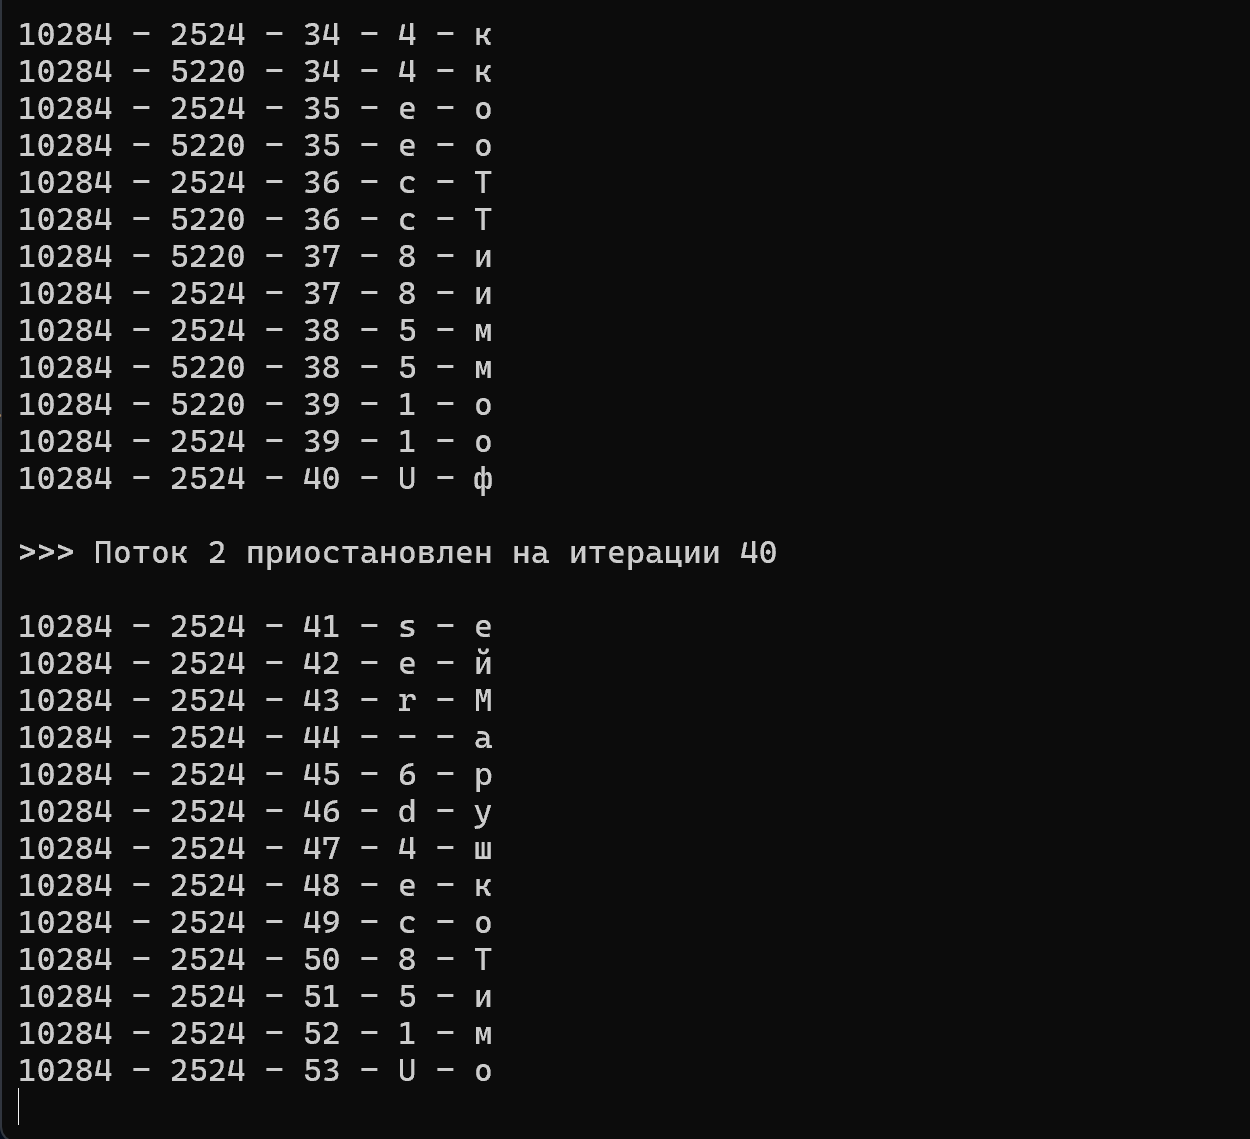 10284 - 2524 - 34 - 4 - к
10284 - 5220 - 34 - 4 - к
10284 - 2524 - 35 - e - о
10284 - 5220 - 35 - e - о
10284 - 2524 - 36 - c - Т
10284 - 5220 - 36 - c - Т
10284 - 5220 - 37 - 8 - и
10284 - 2524 - 37 - 8 - и
10284 - 2524 - 38 - 5 - м
10284 - 5220 - 38 - 5 - м
10284 - 5220 - 39 - 1 - о
10284 - 2524 - 39 - 1 - о
10284 - 2524 - 40 - U - ф
>>> Поток 2 приостановлен на итерации 40
10284 - 2524 - 41 - s - е
10284 - 2524 - 42 - e - й
10284 - 2524 - 43 - r - М
10284 - 2524 - 44 - - - а
10284 - 2524 - 45 - 6 - р
10284 - 2524 - 46 - d - у
10284 - 2524 - 47 - 4 - ш
10284 - 2524 - 48 - e - к
10284 - 2524 - 49 - c - о
10284 - 2524 - 50 - 8 - Т
10284 - 2524 - 51 - 5 - и
10284 - 2524 - 52 - 1 - м
10284 - 2524 - 53 - U - о